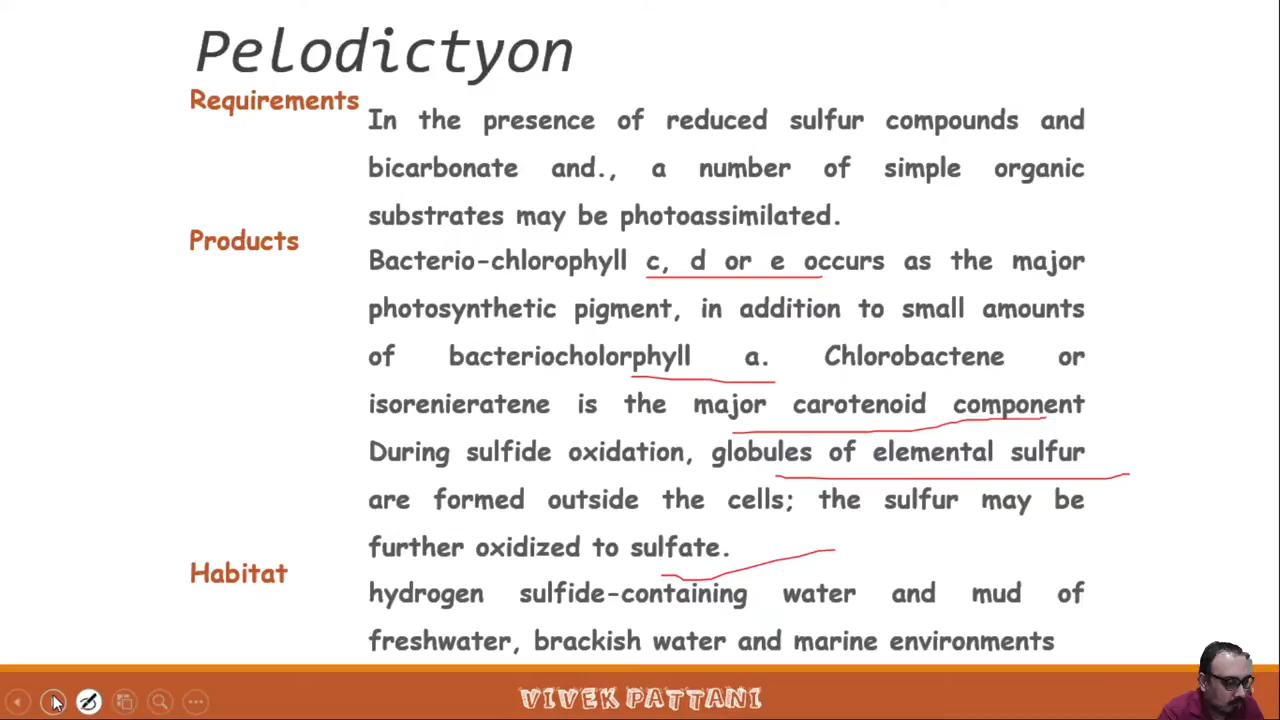 Pelodictyon
Requirements
In the presence of reduced sulfur compounds and
bicarbonate and., a number of simple organic
substrates may be photoassimilated.
Products
Bacterio-chlorophyll c, d or e occurs as the major
photosynthetic pigment, in addition to small amounts
of bacteriocholorphyll a. Chlorobactene or
isorenieratene is the major carotenoid component
During sulfide oxidation, globules of elemental sulfur
are formed outside the cells; the sulfur may be
further oxidized to sulfate.
Habitat
hydrogen sulfide-containing water and mud of
freshwater, brackish water and marine environments
VIVEK PATTANI